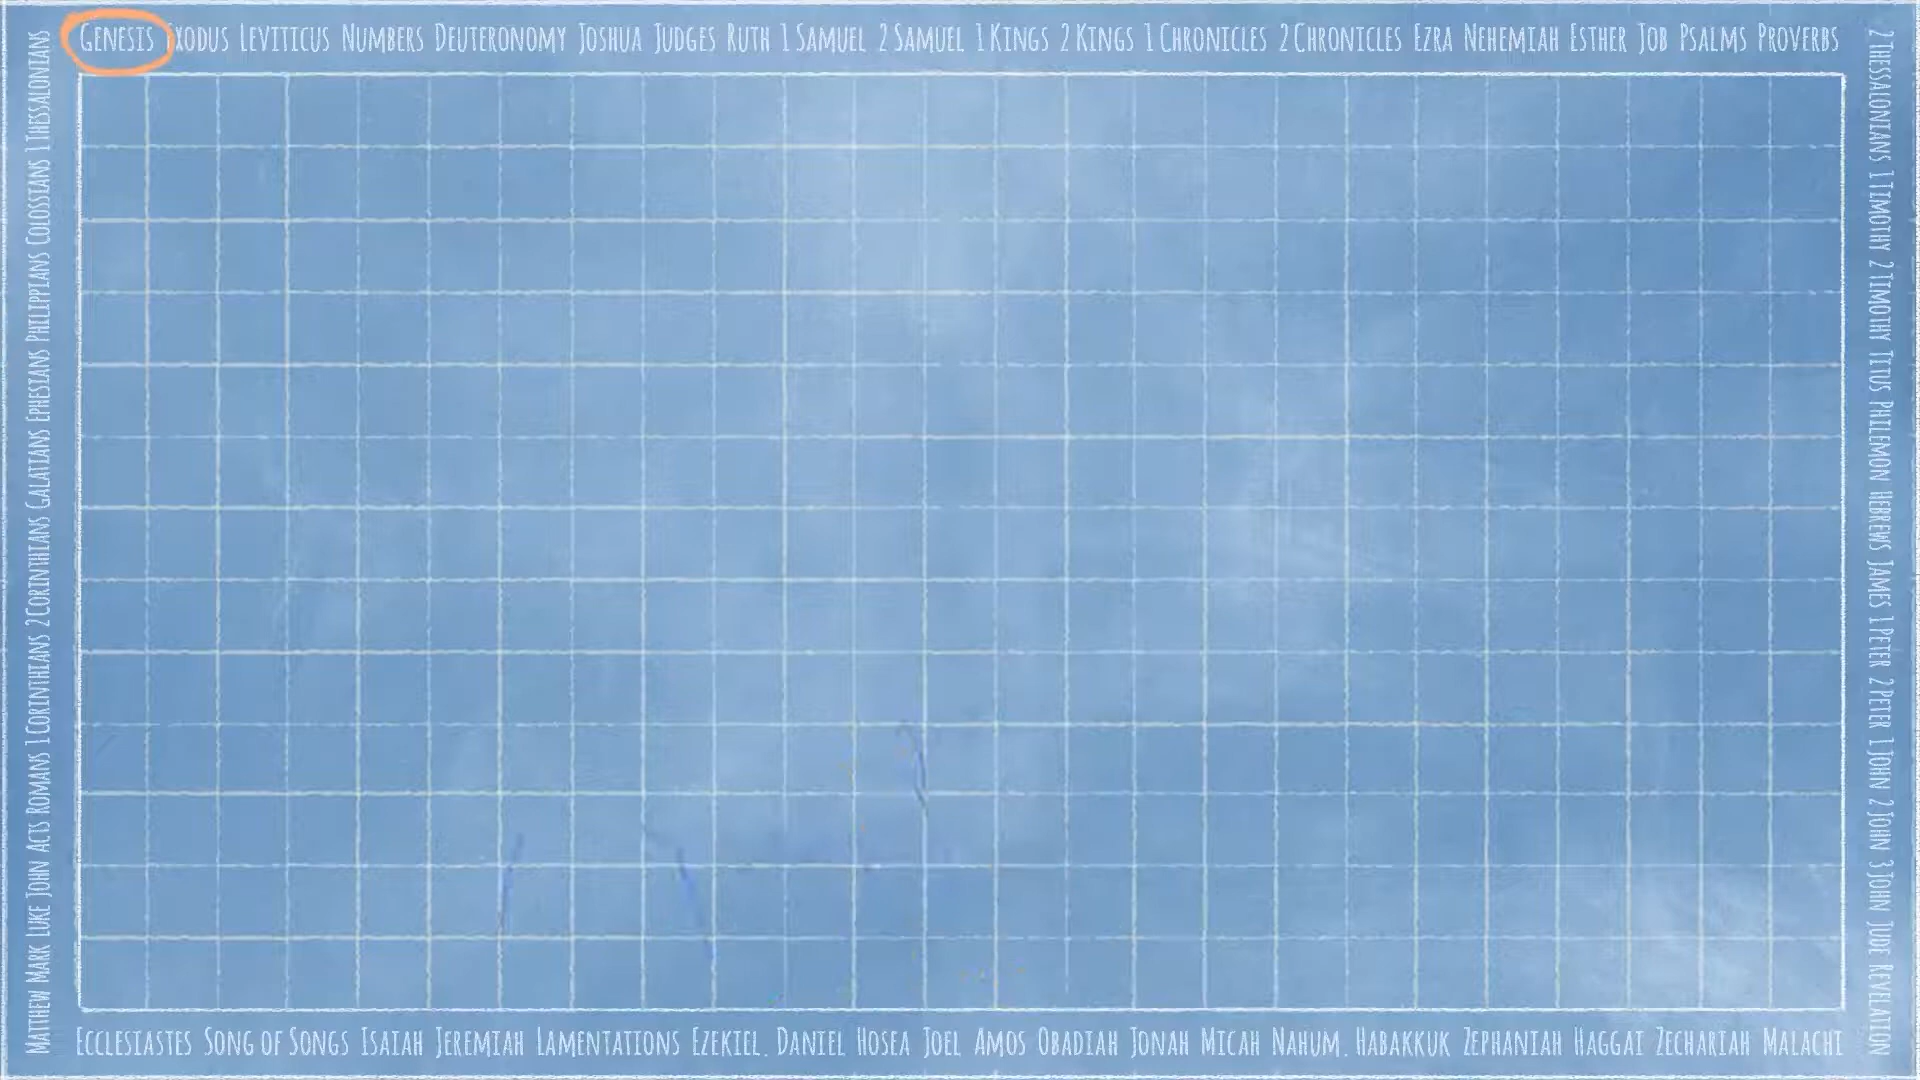 Genesis Exodus Leviticus Numbers Deuteronomy Joshua Judges Ruth 1 Samuel 2 Samuel 1 Kings 2 Kings 1 Chronicles 2 Chronicles Ezra Nehemiah Esther Job Psalms Proverbs
Ecclesiastes Song of Songs Isaiah Jeremiah Lamentations Ezekiel. Daniel Hosea Joel Amos Obadiah Jonah Micah Nahum. Habakkuk Zephaniah Haggai Zechariah Malachi
Matthew Mark Luke John Acts Romans 1 Corinthians 2 Corinthians Galatians Ephesians Philippians Colossians 1 Thessalonians
2 Thessalonians 1 Timothy 2 Timothy Titus Philemon Hebrews James 1 Peter 2 Peter 1 John 2 John 3 John Jude Revelation